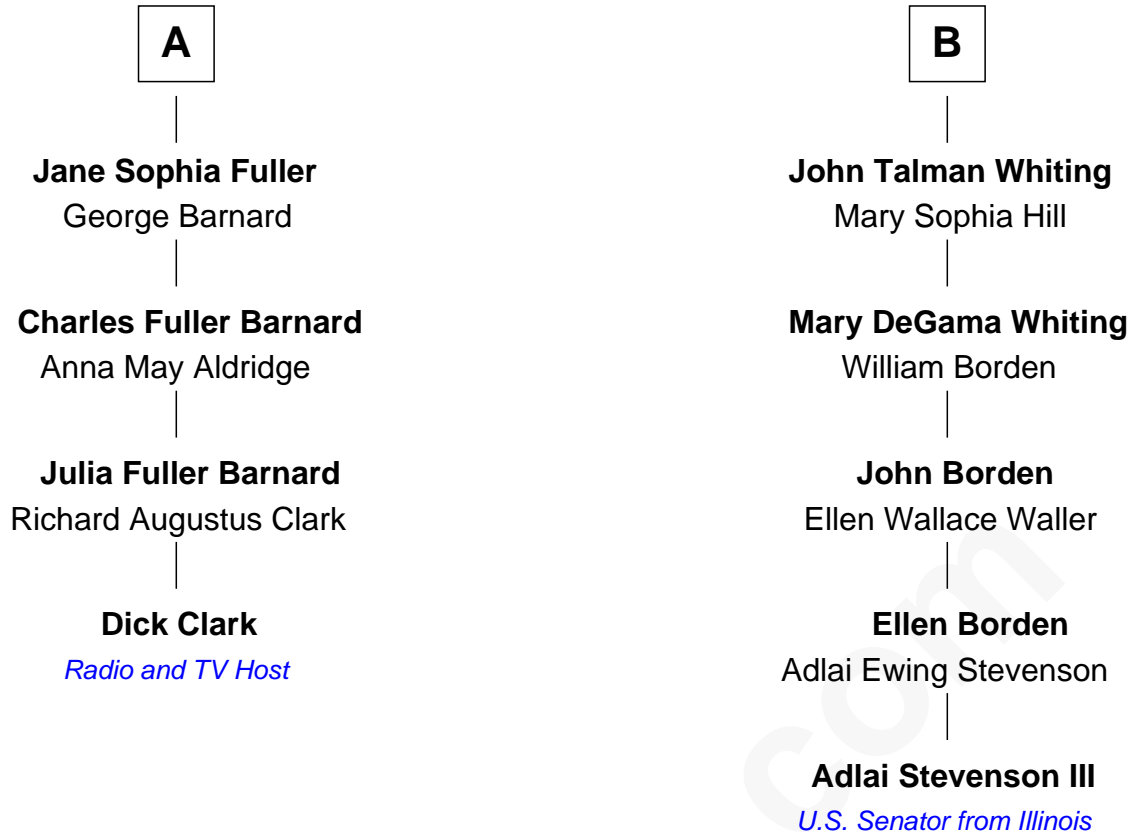 A
Jane Sophia Fuller
George Barnard
Charles Fuller Barnard
Anna May Aldridge
Julia Fuller Barnard
Richard Augustus Clark
Dick Clark
Radio and TV Host
B
John Talman Whiting
Mary Sophia Hill
Mary DeGama Whiting
William Borden
John Borden
Ellen Wallace Waller
Ellen Borden
Adlai Ewing Stevenson
Adlai Stevenson III
U.S. Senator from Illinois
com